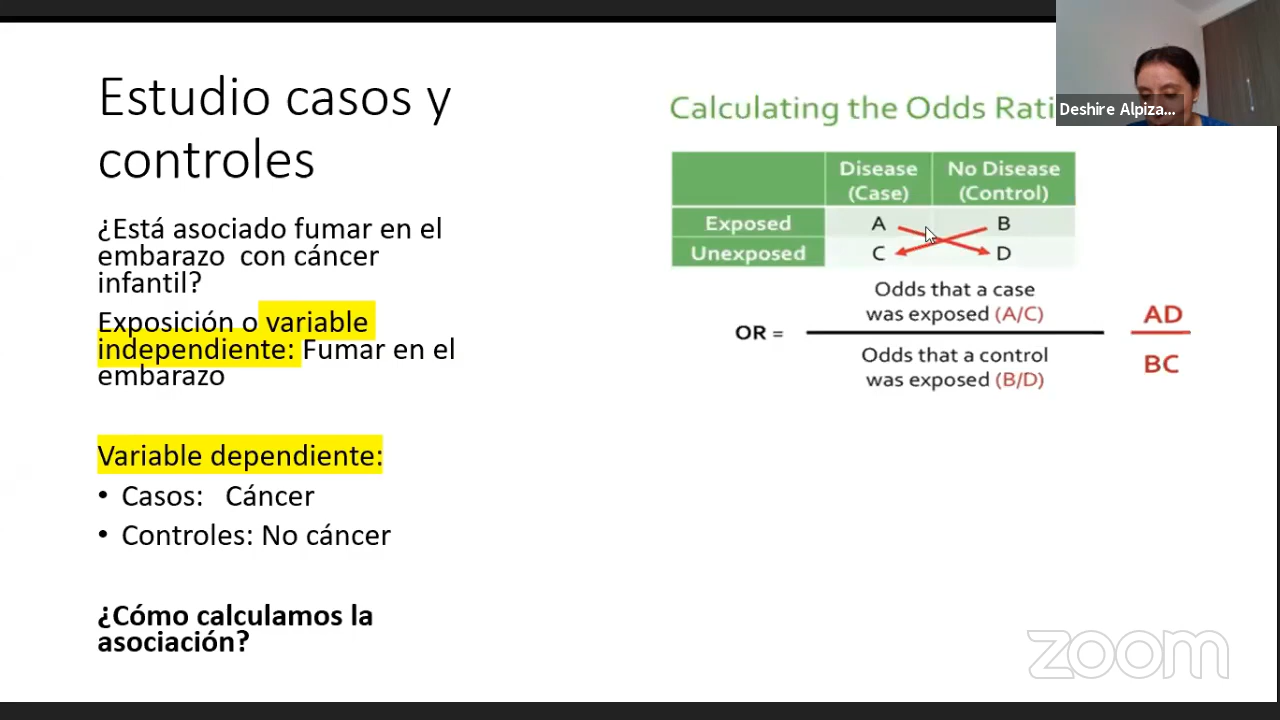 Estudio casos y
controles
¿Está asociado fumar en el
embarazo con cáncer
infantil?
Exposición o variable
independiente: Fumar en el
embarazo
Variable dependiente:
• Casos: Cáncer
• Controles: No cáncer
¿Cómo calculamos la
asociación?
Calculating the Odds Rati
Disease
(Case)
No Disease
(Control)
Exposed A B
Unexposed C D
OR =
Odds that a case
was exposed (A/C)
Odds that a control
was exposed (B/D)
AD
BC
Deshire Alpiza...
zoom